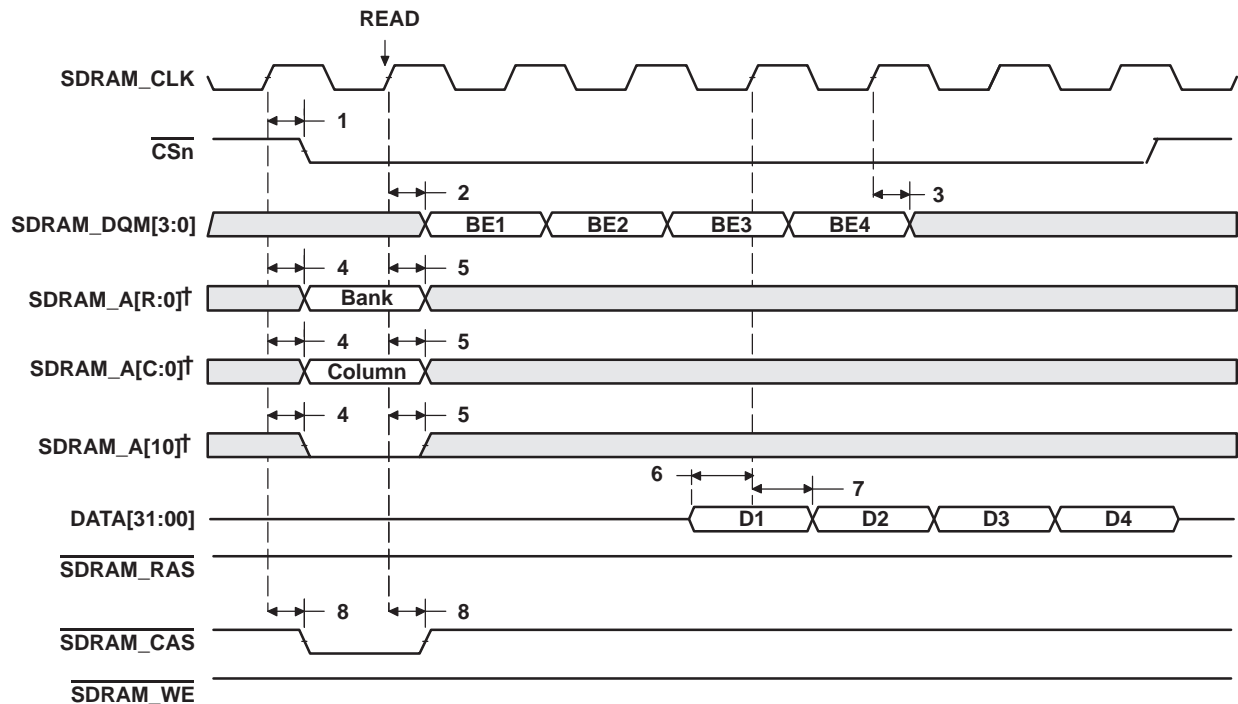 READ
SDRAM_CLK
1
CSn
2
3
SDRAM_DQM[3:0] BE1 BE2 BE3 BE4
4 5
SDRAM_A[R:0]† Bank
4 5
SDRAM_A[C:0]† Column
4 5
SDRAM_A[10]†
6 7
DATA[31:00] D1 D2 D3 D4
SDRAM_RAS
8 8
SDRAM_CAS
SDRAM_WE